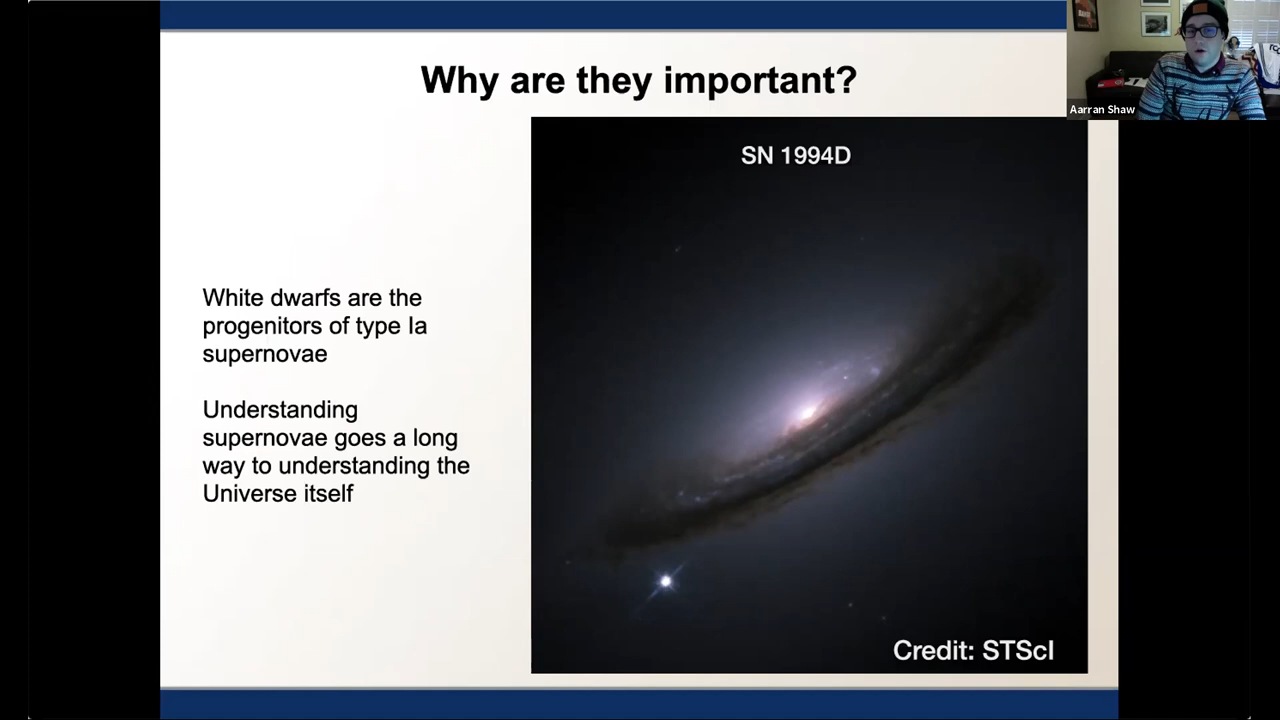 Why are they important?
Aarran Shaw
SN 1994D
White dwarfs are the
progenitors of type Ia
supernovae
Understanding
supernovae goes a long
way to understanding the
Universe itself
Credit: STScI